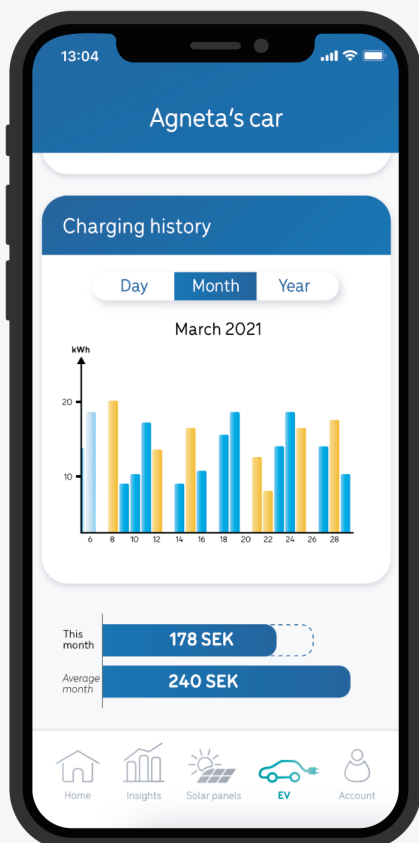 13:04
Agneta's car
Charging history
Day Month Year
March 2021
kWh
20
10
6 8 10 12 14 16 18 20 22 24 26 28
This
month
178 SEK
Average
month
240 SEK
Home Insights Solar panels EV Account